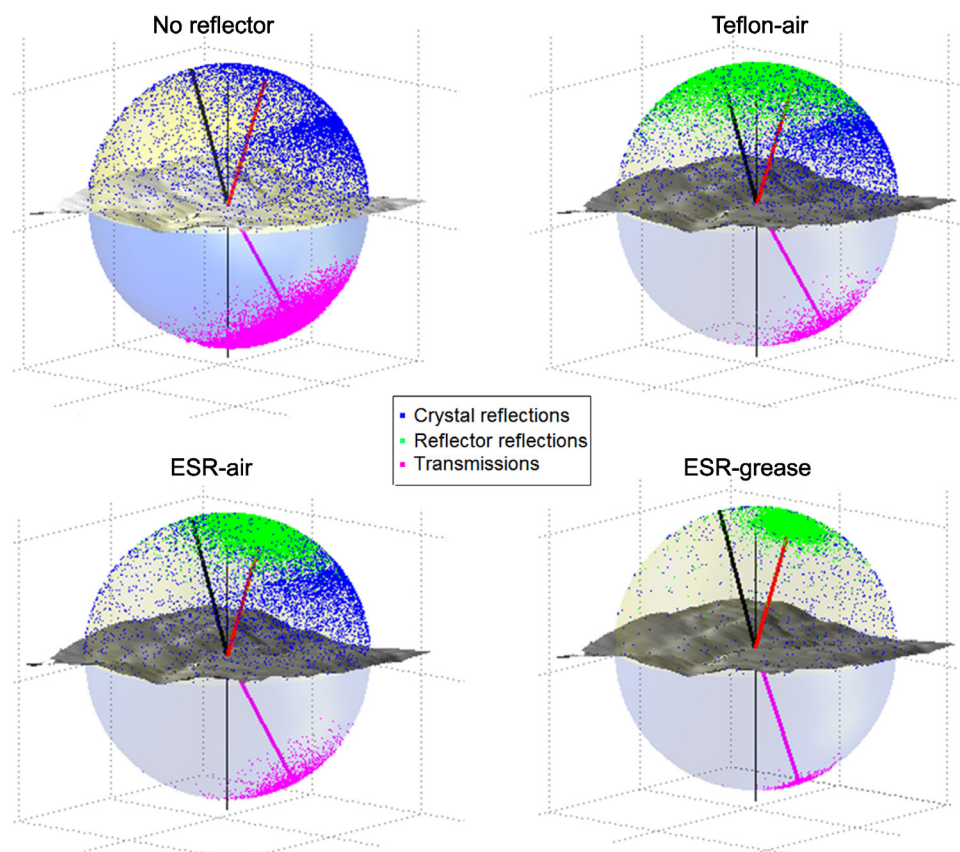 No reflector
Teflon-air
Crystal reflections
Reflector reflections
Transmissions
ESR-air
ESR-grease